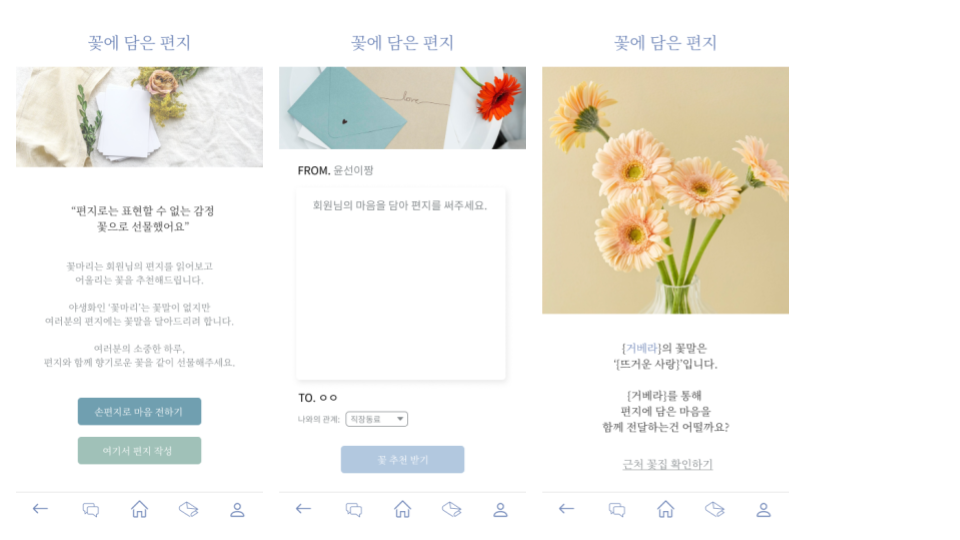 꽃에 담은 편지
“편지로는 표현할 수 없는 감정
꽃으로 선물했어요”
꽃마리는 회원님의 편지를 읽어보고
어울리는 꽃을 추천해드립니다.
야생화인 ‘꽃마리’는 꽃말이 없지만
여러분의 편지에는 꽃말을 달아드리려 합니다.
여러분의 소중한 하루,
편지와 함께 향기로운 꽃을 같이 선물해주세요.
손편지로 마음 전하기
여기서 편지 작성
꽃에 담은 편지
love
FROM. 윤선이짱
회원님의 마음을 담아 편지를 써주세요.
TO. ㅇㅇ
나와의 관계: 직장동료
꽃 추천 받기
꽃에 담은 편지
[거베라]의 꽃말은
‘[뜨거운 사랑]’입니다.
[거베라]를 통해
편지에 담은 마음을
함께 전달하는건 어떨까요?
근처 꽃집 확인하기